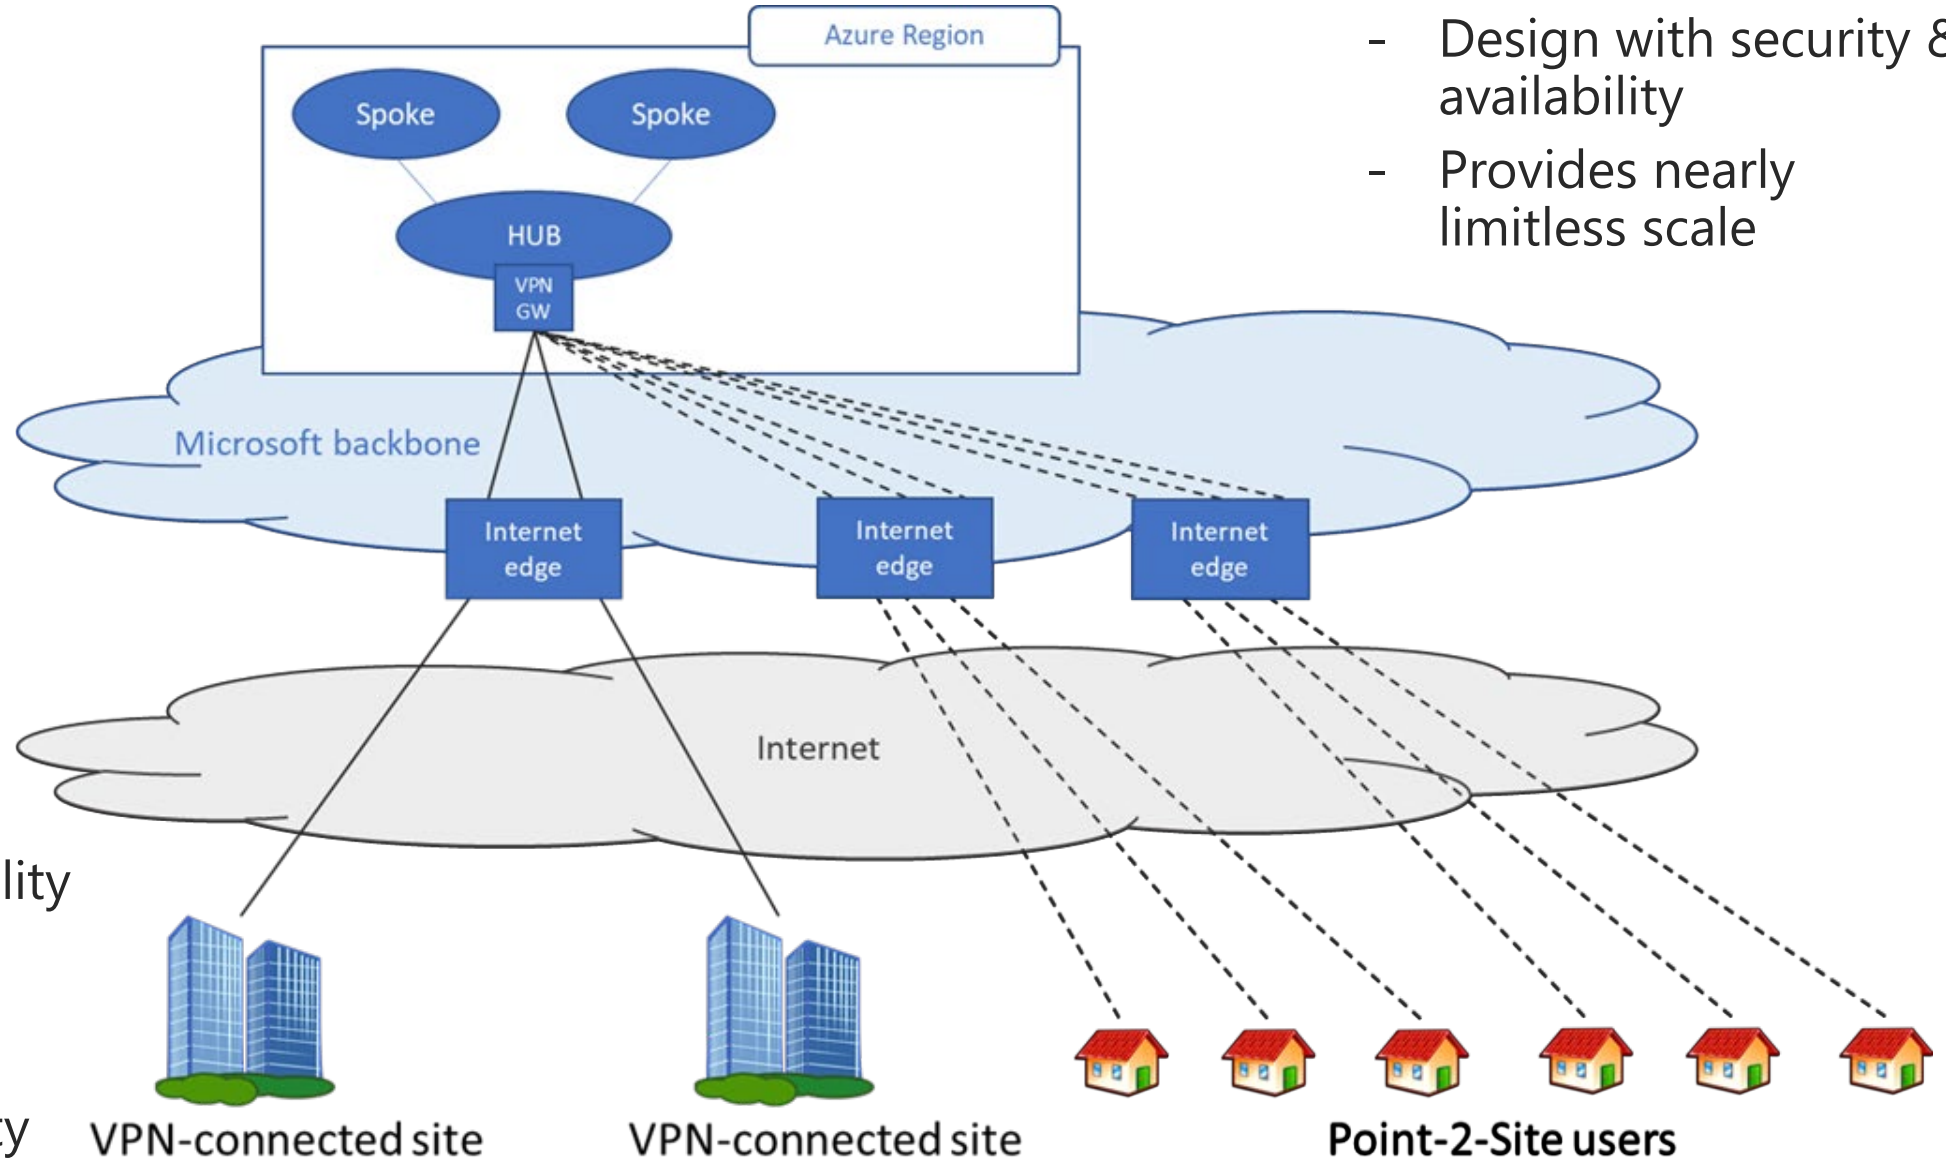 Azure Region
- Design with security &
availability
- Provides nearly
limitless scale
Spoke
Spoke
HUB
VPN
GW
Microsoft backbone
Internet
edge
Internet
edge
Internet
edge
Internet
lity
ty
VPN-connected site
VPN-connected site
Point-2-Site users